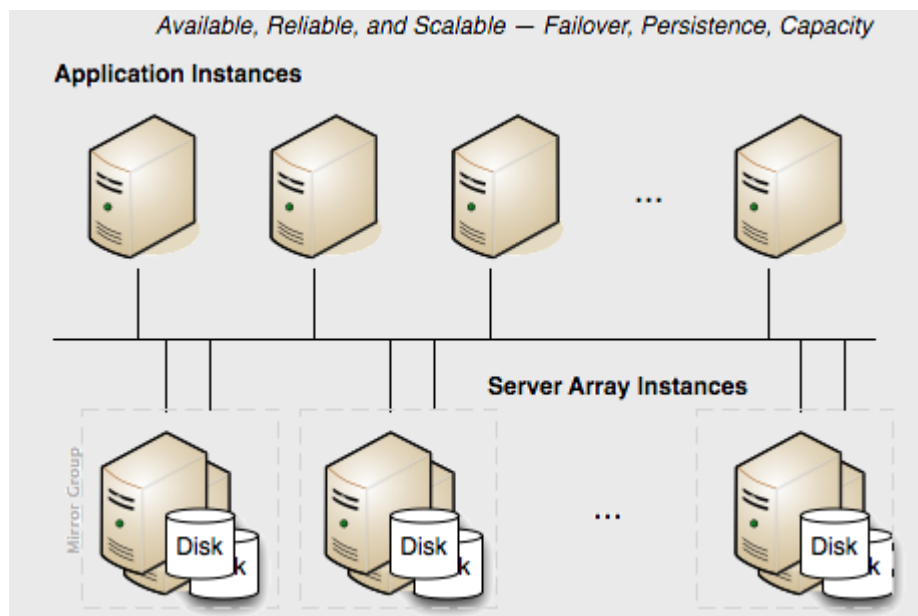 Available, Reliable, and Scalable — Failover, Persistence, Capacity
Application Instances
...
Server Array Instances
Mirror Group
...
Disk
k
Disk
k
Disk
k